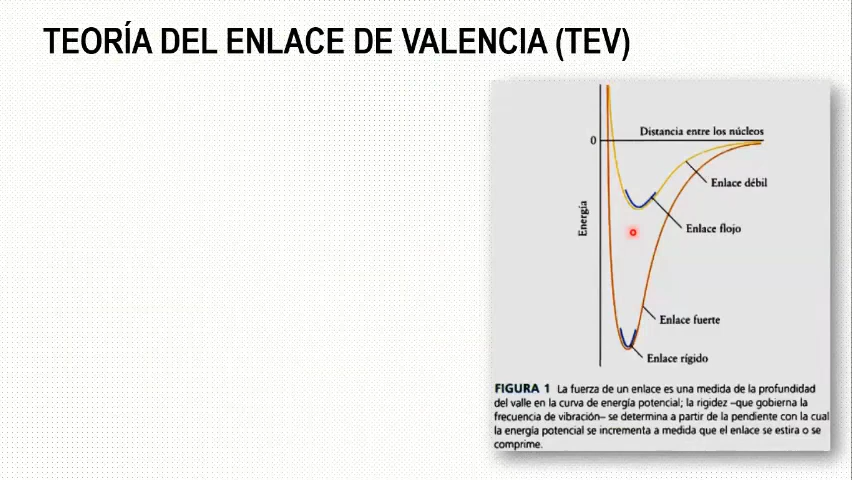 TEORÍA DEL ENLACE DE VALENCIA (TEV)
Distancia entre los núcleos
0
Enlace débil
Energía
Enlace flojo
Enlace fuerte
Enlace rígido
FIGURA 1 La fuerza de un enlace es una medida de la profundidad
del valle en la curva de energía potencial; la rigidez –que gobierna la
frecuencia de vibración– se determina a partir de la pendiente con la cual
la energía potencial se incrementa a medida que el enlace se estira o se
comprime.